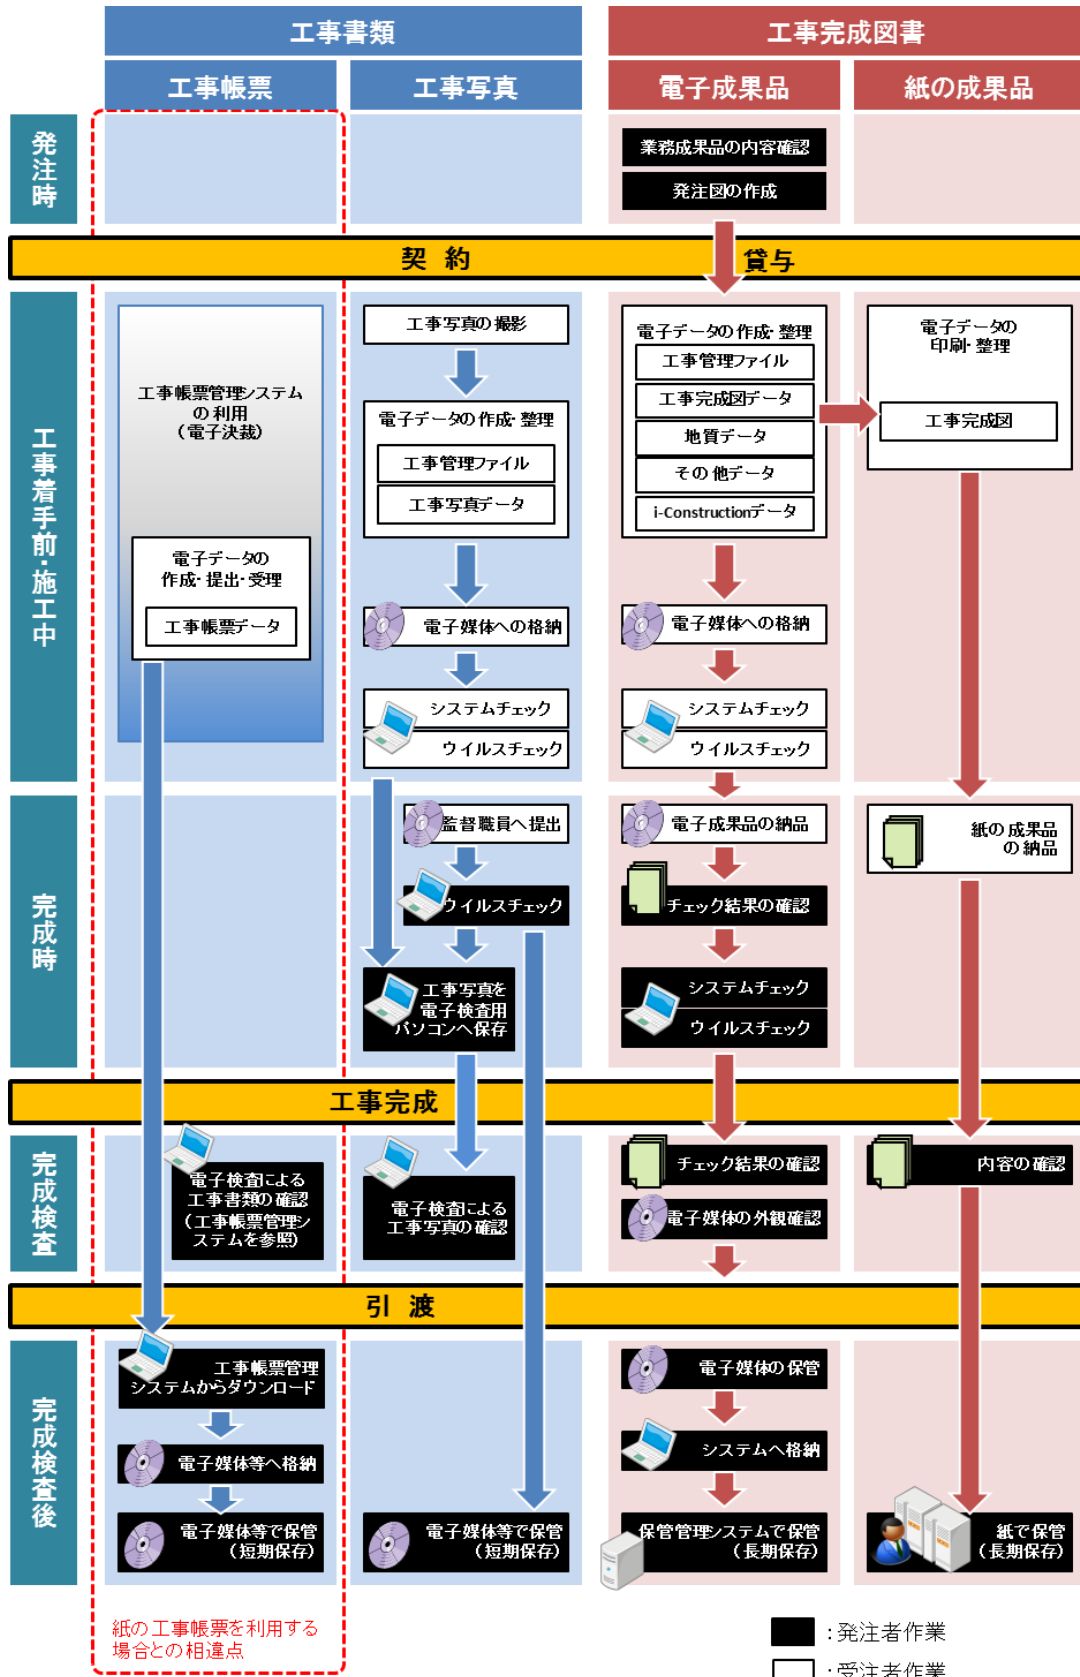 工事書類
工事完成図書
工事帳票
工事写真
電子成果品
紙の成果品
発注時
業務成果品の内容確認
発注図の作成
契 約
貸与
工事着手前・施工中
工事帳票管理システム
の利用
(電子決裁)
電子データの
作成・提出・受理
工事帳票データ
工事写真の撮影
電子データの作成・整理
工事管理ファイル
工事写真データ
電子媒体への格納
システムチェック
ウイルスチェック
電子データの作成・整理
工事管理ファイル
工事完成図データ
地質データ
その他データ
i-Constructionデータ
電子媒体への格納
システムチェック
ウイルスチェック
電子データの
印刷・整理
工事完成図
完成時
監督職員へ提出
ウイルスチェック
工事写真を
電子検査用
パソコンへ保存
電子成果品の納品
チェック結果の確認
システムチェック
ウイルスチェック
紙の成果品
の納品
工事完成
完成検査
電子検査による
工事書類の確認
(工事帳票管理シ
ステムを参照)
電子検査による
工事写真の確認
チェック結果の確認
電子媒体の外観確認
内容の確認
引 渡
完成検査後
工事帳票管理
システムからダウンロード
電子媒体等へ格納
電子媒体等で保管
(短期保存)
電子媒体等で保管
(短期保存)
電子媒体の保管
システムへ格納
保管管理システムで保管
(長期保存)
紙で保管
(長期保存)
紙の工事帳票を利用する
場合との相違点
:発注者作業
:受注者作業